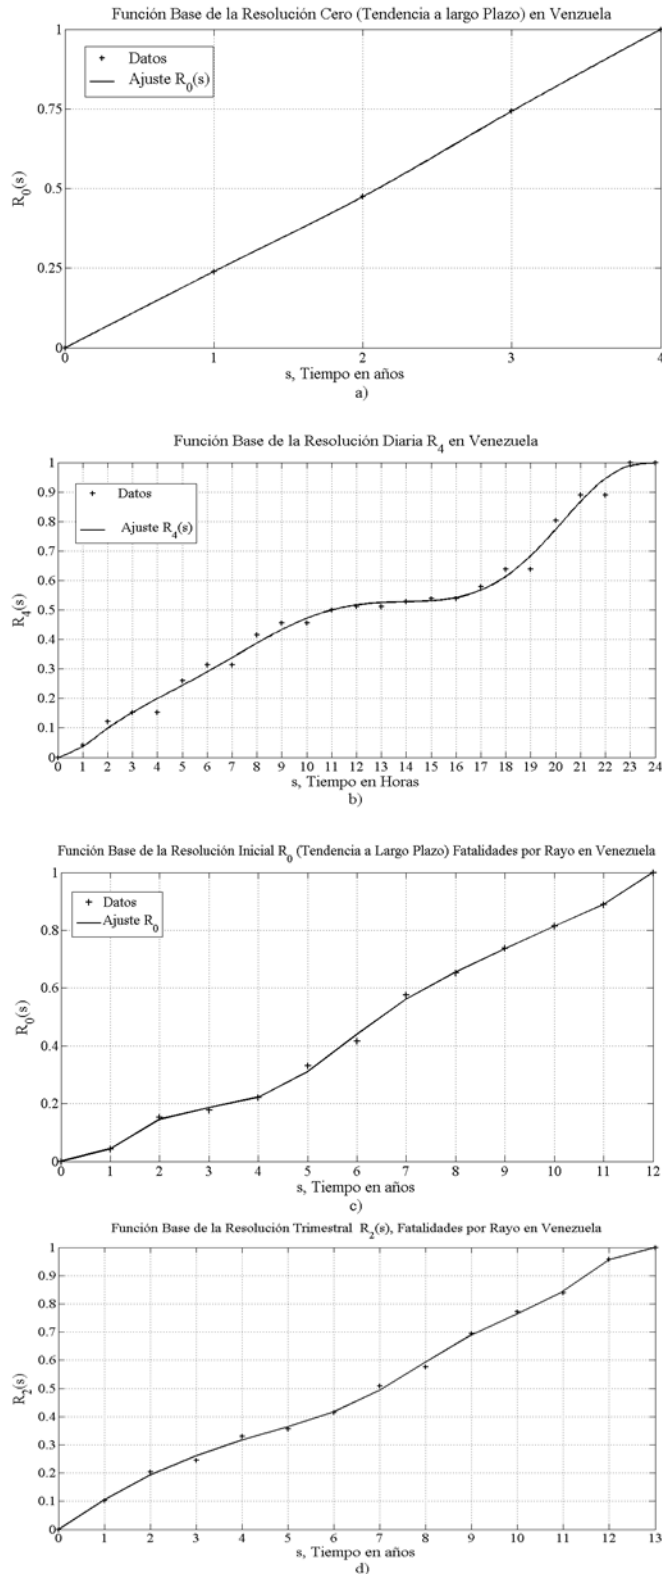 Función Base de la Resolución Cero (Tendencia a largo Plazo) en Venzuela
1
0.75
0.5
0.25
0
R0(s)
Datos
Ajuste R0(s)
0 1 2 3 4
s, Tiempo en años
a)
Función Base de la Resolución Diaria R4 en Venezuela
1
0.9
0.8
0.7
0.6
0.5
0.4
0.3
0.2
0.1
0
R4(s)
Datos
Ajuste R4(s)
0 1 2 3 4 5 6 7 8 9 10 11 12 13 14 15 16 17 18 19 20 21 22 23 24
s, Tiempo en Horas
b)
Función Base de la Resolución Inicial R0 (Tendencia a Largo Plazo) Fatalidades por Rayo en Venezuela
1
0.8
0.6
0.4
0.2
0
R0(s)
Datos
Ajuste R0
0 1 2 3 4 5 6 7 8 9 10 11 12
s, Tiempo en años
c)
Función Base de la Resolución Trimestral R2(s), Fatalidades por Rayo en Venezuela
1
0.9
0.8
0.7
0.6
0.5
0.4
0.3
0.2
0.1
0
R2(s)
0 1 2 3 4 5 6 7 8 9 10 11 12 13
s, Tiempo en años
d)